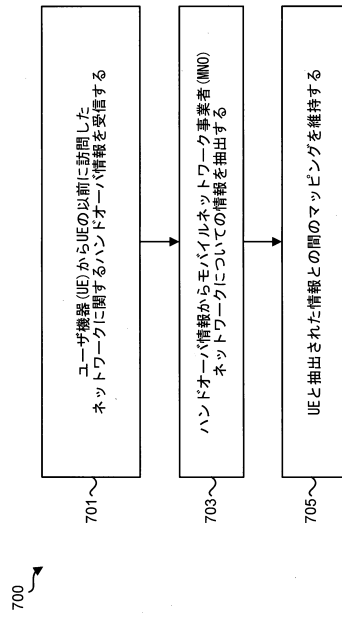 700
701
ユーザ機器(UE)からUEの以前に訪問した
ネットワークに関するハンドオーバ情報を受信する
703
ハンドオーバ情報からモバイルネットワーク事業者(MNO)
ネットワークについての情報を抽出する
705
UEと抽出された情報との間のマッピングを維持する